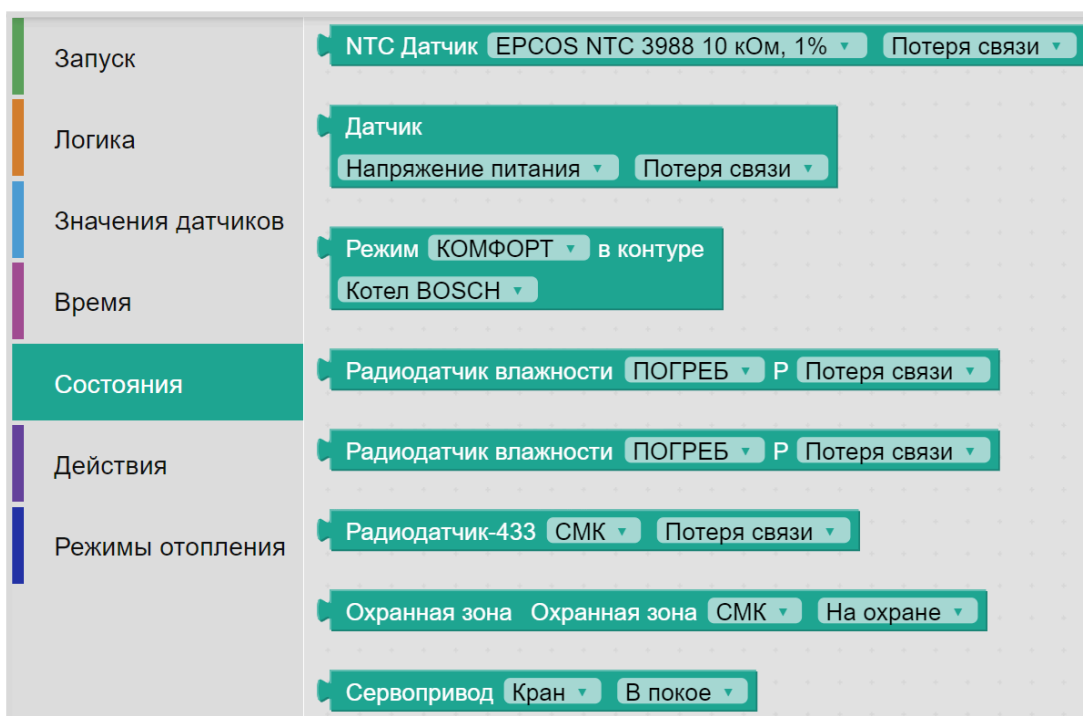 Запуск
Логика
Значения датчиков
Время
Состояния
Действия
Режимы отопления
NTC Датчик EPCOS NTC 3988 10 кОм, 1% Потеря связи
Датчик
Напряжение питания Потеря связи
Режим КОМФОРТ в контуре
Котел BOSCH
Радиодатчик влажности ПОГРЕБ Р Потеря связи
Радиодатчик влажности ПОГРЕБ Р Потеря связи
Радиодатчик-433 СМК Потеря связи
Охранная зона Охранная зона СМК На охране
Сервопривод Кран В покое